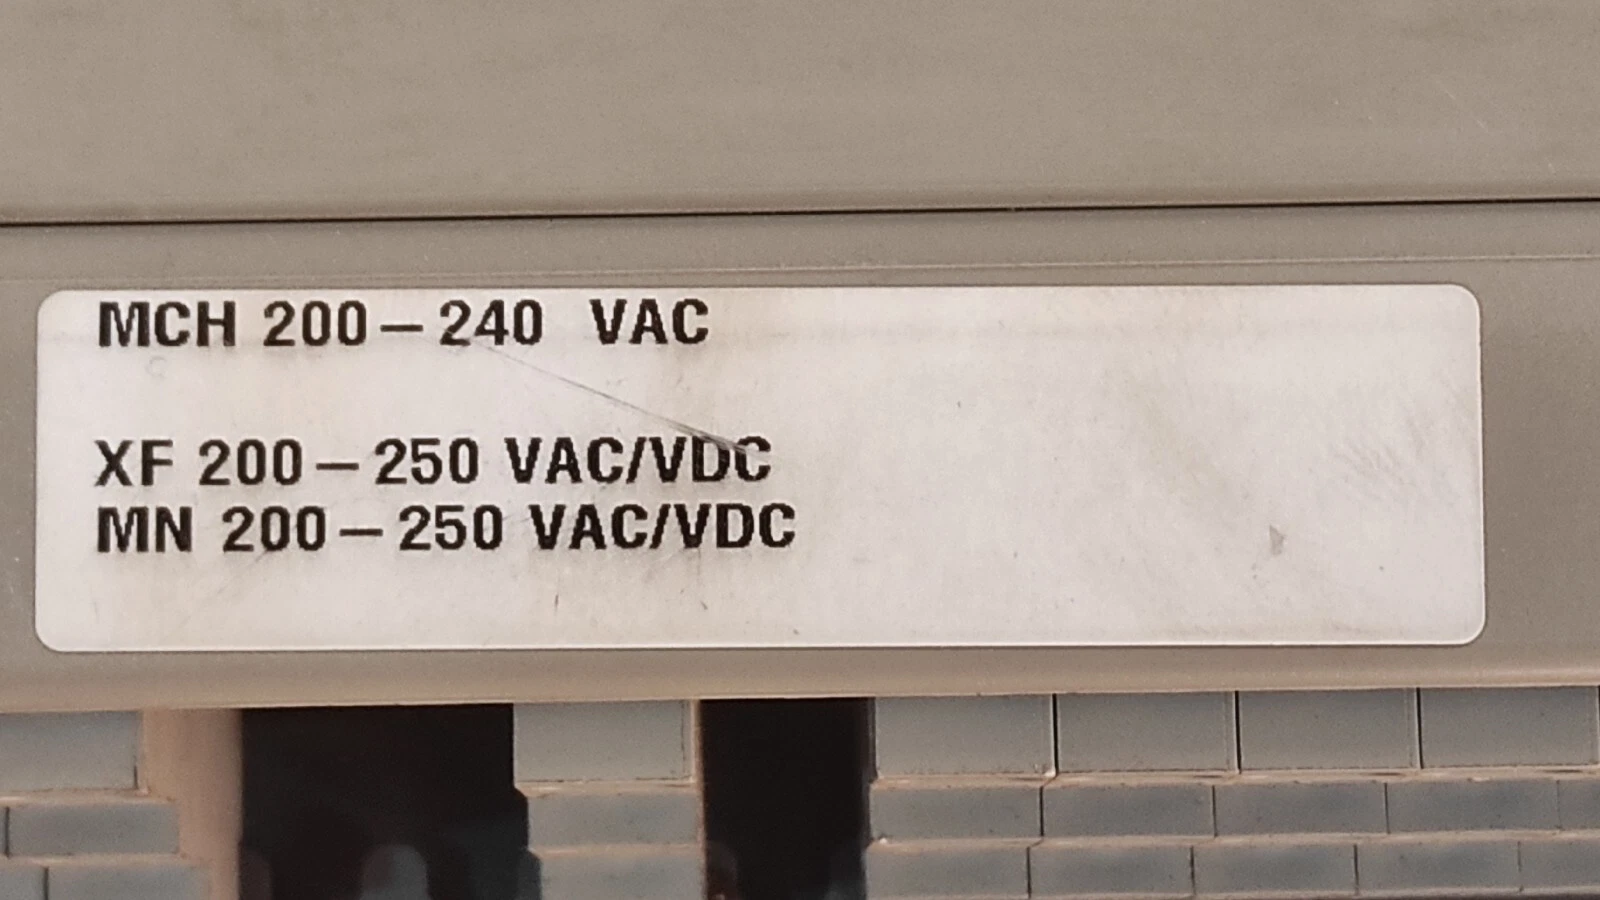 MCH 200–240 VAC
XF 200–250 VAC/VDC
MN 200–250 VAC/VDC